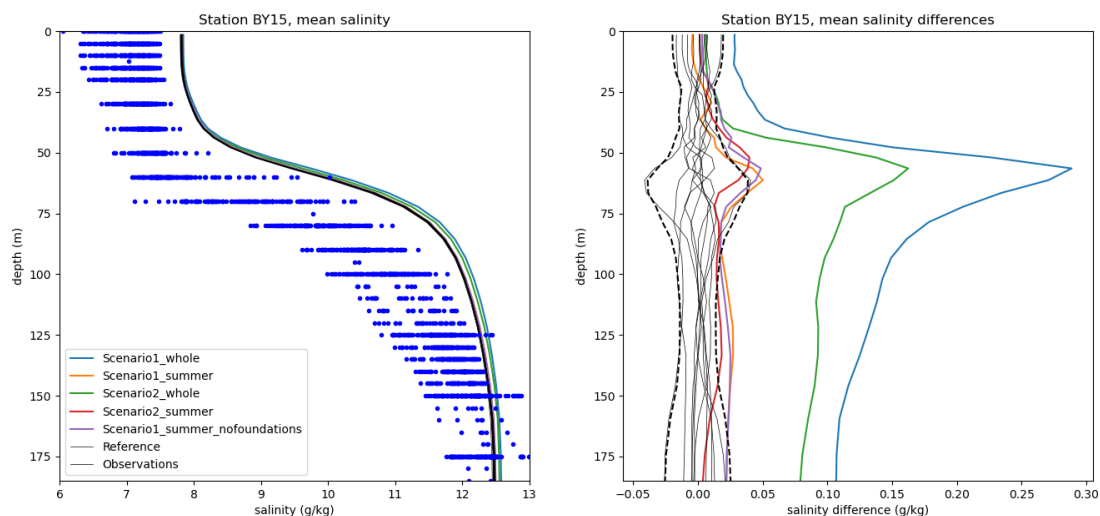 Station BY15, mean salinity
0
25
50
75
100
125
150
175
depth (m)
Scenario1_whole
Scenario1_summer
Scenario2_whole
Scenario2_summer
Scenario1_summer_nofoundations
Reference
Observations
6 7 8 9 10 11 12 13
salinity (g/kg)
Station BY15, mean salinity differences
0
25
50
75
100
125
150
175
depth (m)
−0.05 0.00 0.05 0.10 0.15 0.20 0.25 0.30
salinity difference (g/kg)